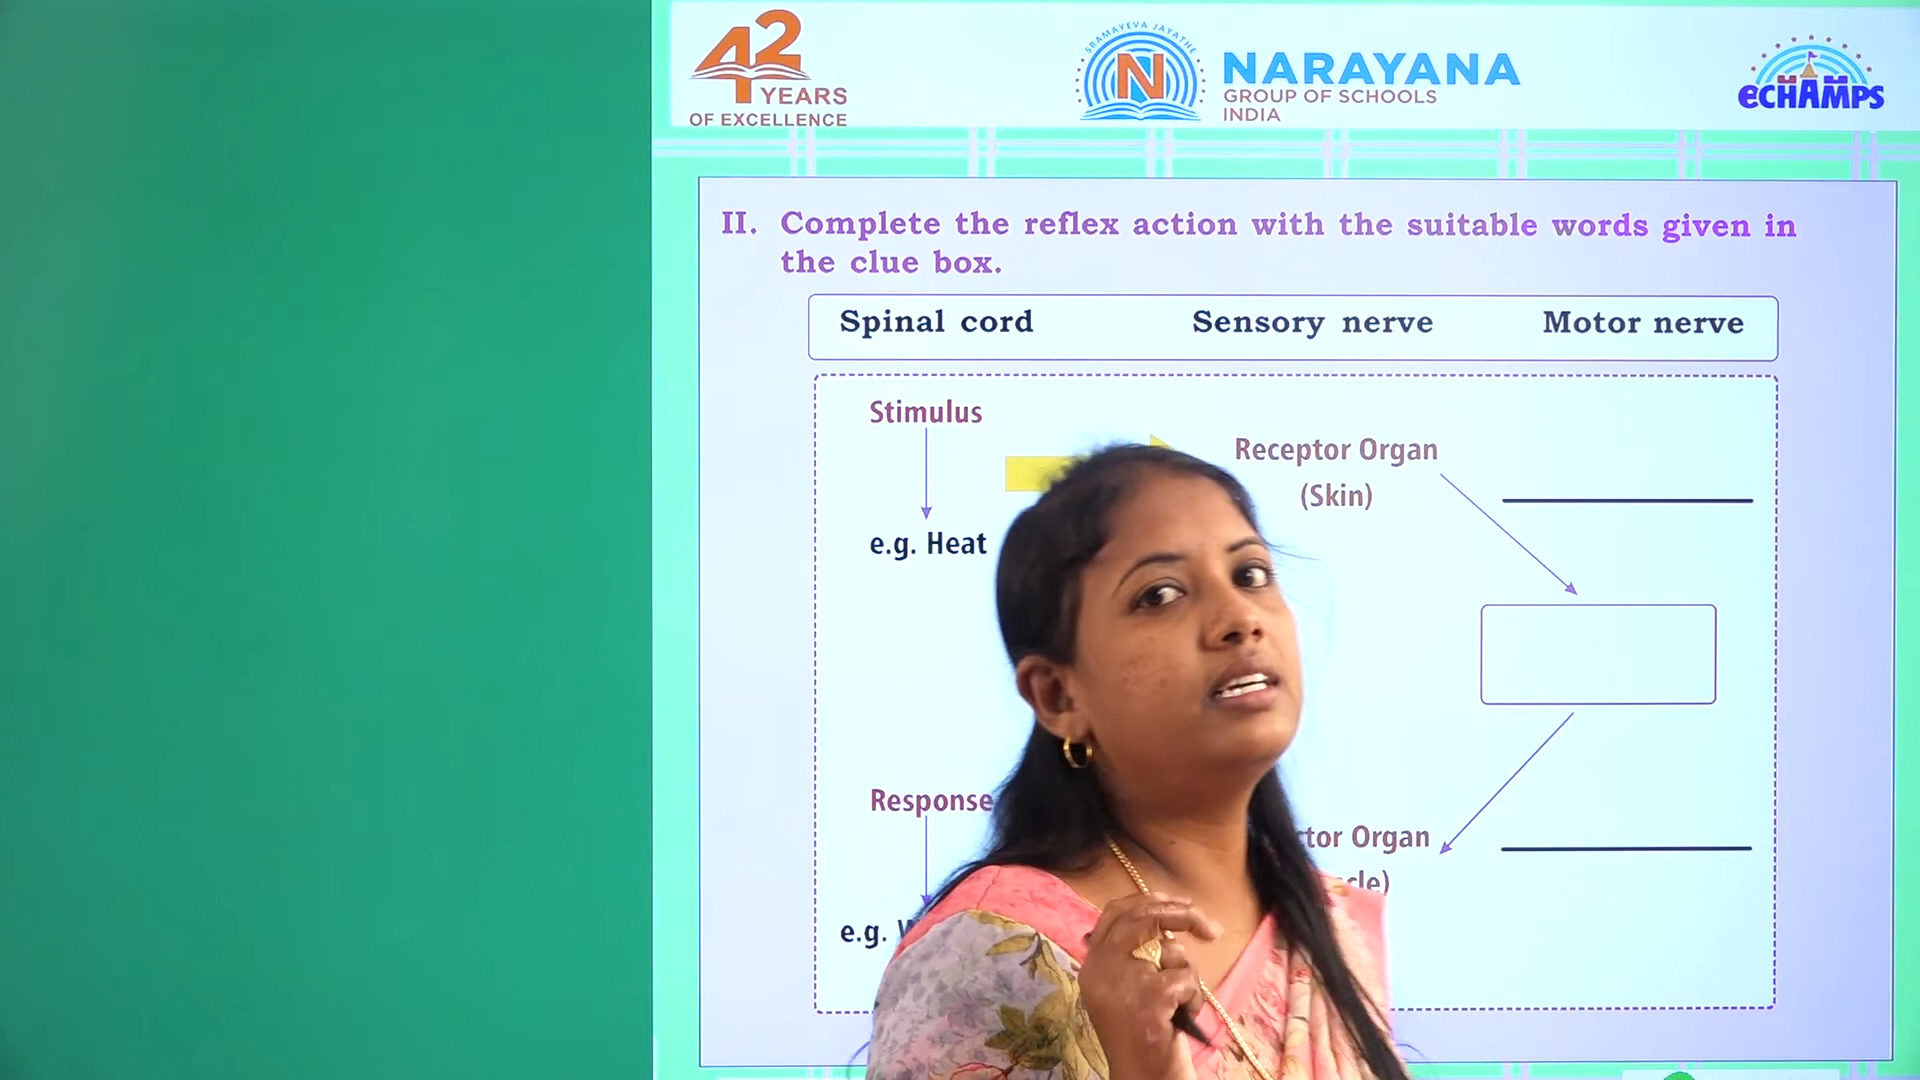 42
YEARS
OF EXCELLENCE
SRAMAYEVA JAYATHE
N
NARAYANA
GROUP OF SCHOOLS
INDIA
eCHAMPS
II. Complete the reflex action with the suitable words given in
the clue box.
Spinal cord Sensory nerve Motor nerve
Stimulus
Receptor Organ
(Skin)
e.g. Heat
Response
Organ
e.g.